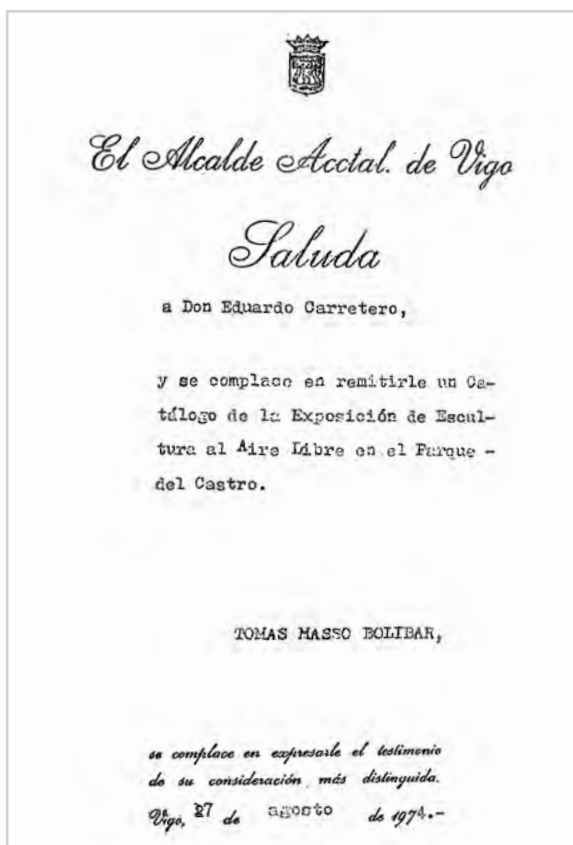 El Alcalde Acctal. de Vigo
Saluda
a Don Eduardo Carretero,
y se complace en remitirle un Ca-
tálogo de la Exposición de Escul-
tura al Aire Libre en el Parque -
del Castro.
TOMAS MASSO BOLIBAR,
se complace en expresarle el testimonio
de su consideración más distinguida.
Vigo, 27 de agosto de 1974.-